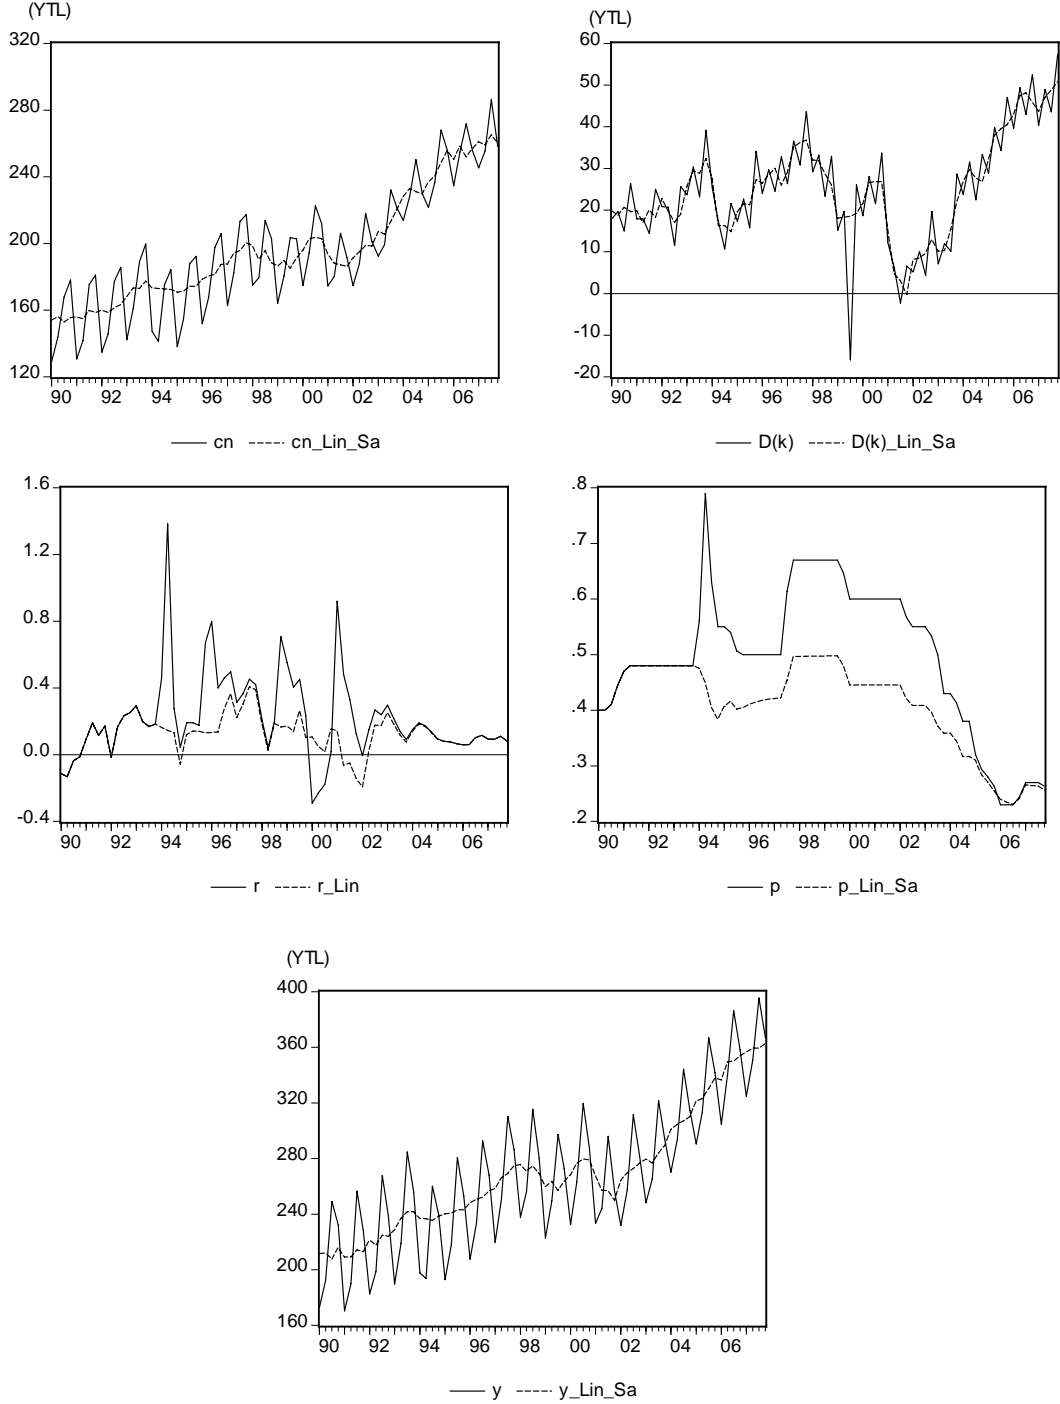 (YTL)
320
280
240
200
160
120
90 92 94 96 98 00 02 04 06
cn cn_Lin_Sa
(YTL)
60
50
40
30
20
10
0
-10
-20
90 92 94 96 98 00 02 04 06
D(k) D(k)_Lin_Sa
1.6
1.2
0.8
0.4
0.0
-0.4
90 92 94 96 98 00 02 04 06
r r_Lin
.8
.7
.6
.5
.4
.3
.2
90 92 94 96 98 00 02 04 06
p p_Lin_Sa
(YTL)
400
360
320
280
240
200
160
90 92 94 96 98 00 02 04 06
y y_Lin_Sa